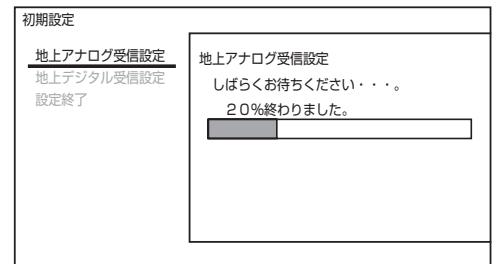 初期設定
地上アナログ受信設定
地上デジタル受信設定
設定終了
地上アナログ受信設定
しばらくお待ちください・・・。
２０%終わりました。